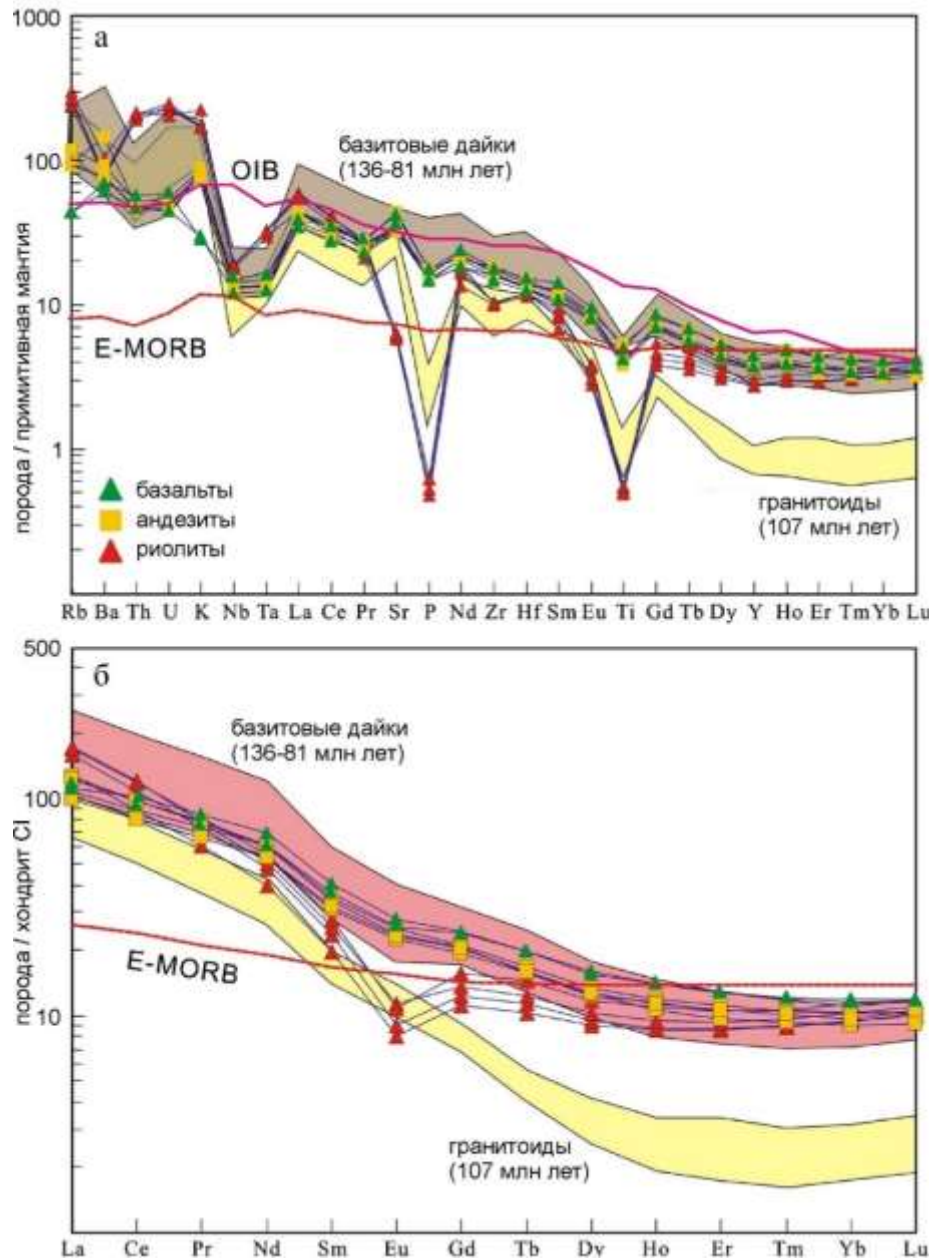 1000
а
базитовые дайки
(136-81 млн лет)
OIB
100
10
E-MORB
1
порода / примитивная мантия
базальты
андезиты
риолиты
гранитоиды
(107 млн лет)
Rb Ba Th U K Nb Ta La Ce Pr Sr P Nd Zr Hf Sm Eu Ti Gd Tb Dy Y Ho Er Tm Yb Lu
500
б
базитовые дайки
(136-81 млн лет)
100
порода / хондрит CI
E-MORB
10
гранитоиды
(107 млн лет)
La Ce Pr Nd Sm Eu Gd Tb Dy Ho Er Tm Yb Lu